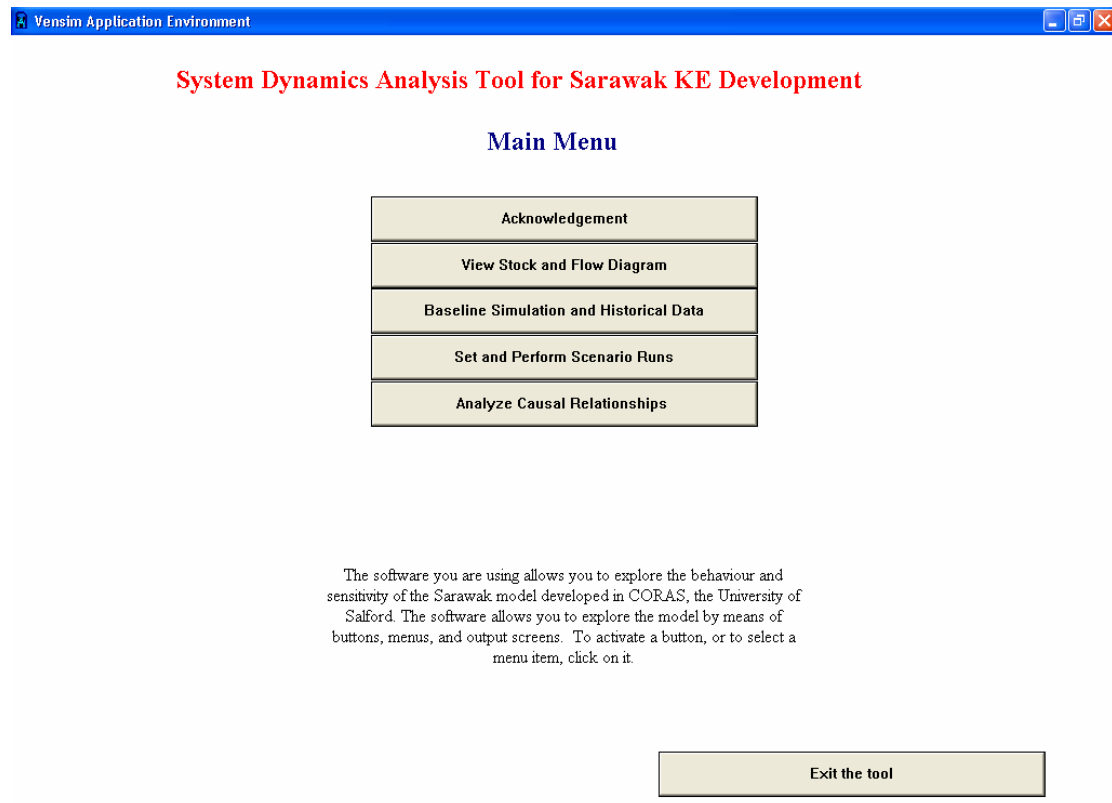 Vensim Application Environment
System Dynamics Analysis Tool for Sarawak KE Development
Main Menu
Acknowledgement
View Stock and Flow Diagram
Baseline Simulation and Historical Data
Set and Perform Scenario Runs
Analyze Causal Relationships
The software you are using allows you to explore the behaviour and
sensitivity of the Sarawak model developed in CORAS, the University of
Salford. The software allows you to explore the model by means of
buttons, menus, and output screens. To activate a button, or to select a
menu item, click on it.
Exit the tool